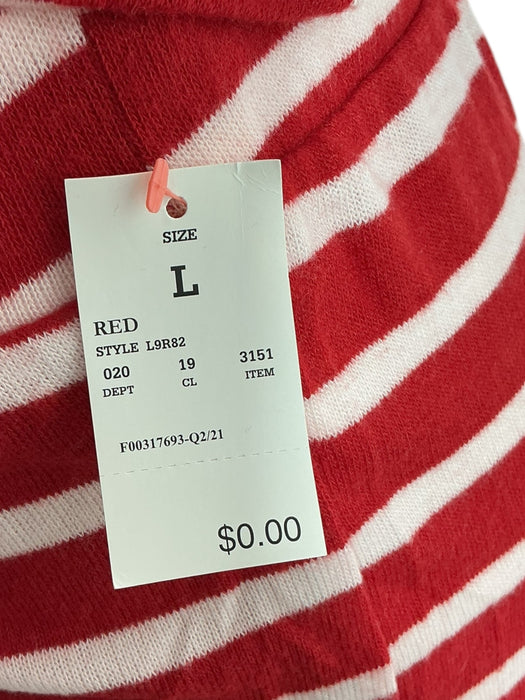 SIZE
L
RED
STYLE L9R82
020 19 3151
DEPT CL ITEM
F00317693-Q2/21
$0.00